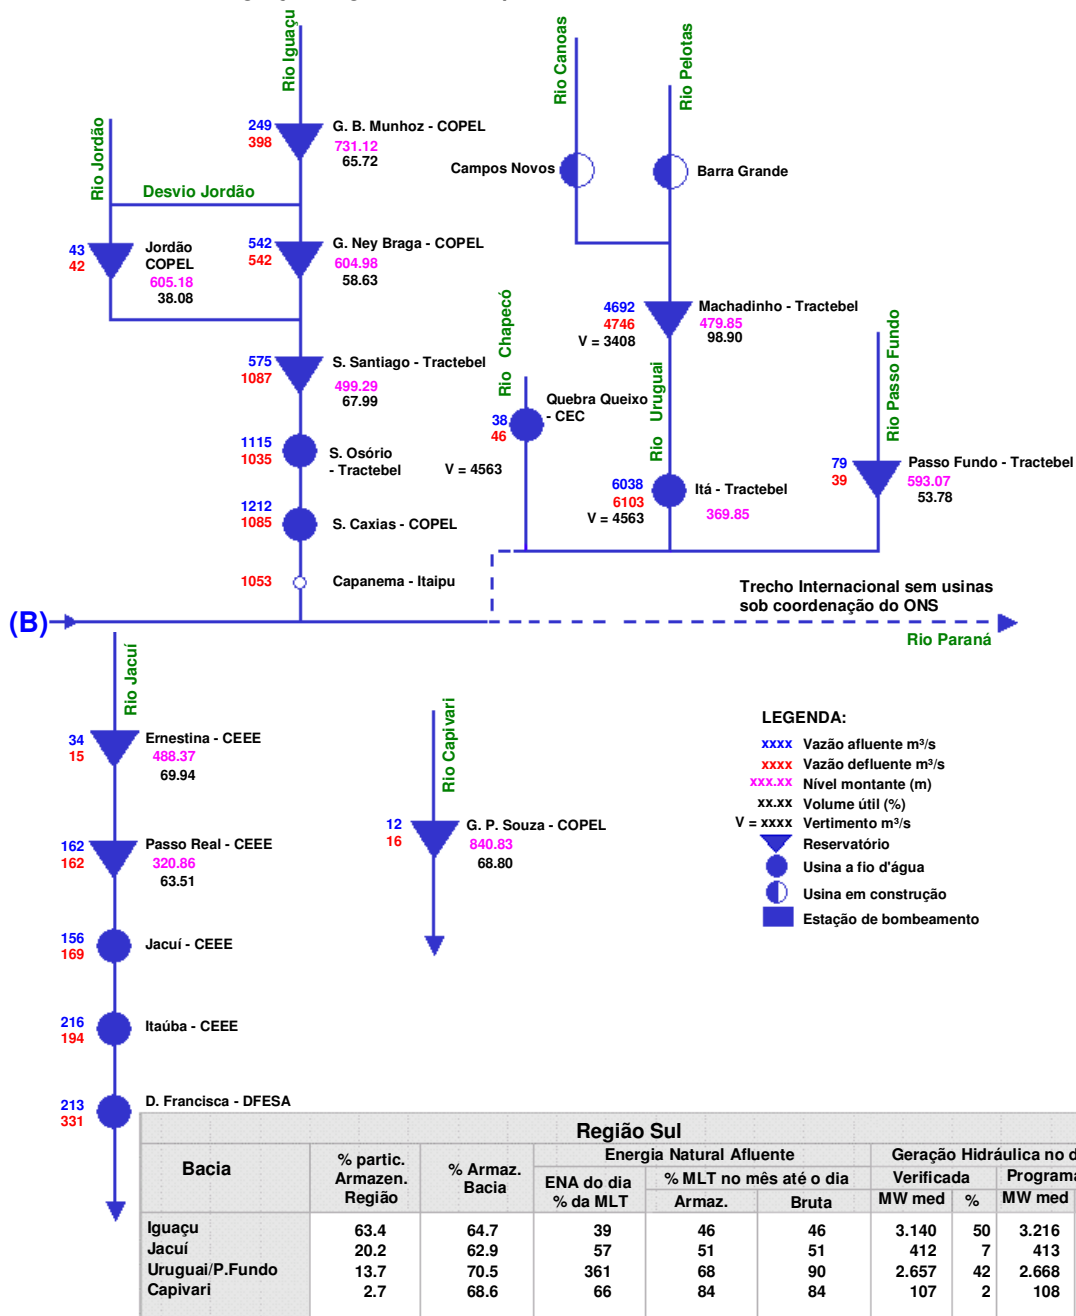 Rio Iguaçu
Rio Canoas
Rio Pelotas
Rio Jordão
249
398
G. B. Munhoz - COPEL
731.12
65.72
Campos Novos
Barra Grande
Desvio Jordão
43
42
Jordão
COPEL
605.18
38.08
542
542
G. Ney Braga - COPEL
604.98
58.63
4692
4746
V = 3408
Machadinho - Tractebel
479.85
98.90
Rio Chapecó
Rio Uruguai
Rio Passo Fundo
575
1087
S. Santiago - Tractebel
499.29
67.99
Quebra Queixo
- CEC
38
46
V = 4563
1115
1035
S. Osório
- Tractebel
6038
6103
V = 4563
Itá - Tractebel
369.85
79
39
Passo Fundo - Tractebel
593.07
53.78
1212
1085
S. Caxias - COPEL
1053
Capanema - Itaipu
Trecho Internacional sem usinas
sob coordenação do ONS
(B)
Rio Paraná
Rio Jacuí
Rio Capivari
34
15
Ernestina - CEEE
488.37
69.94
162
162
Passo Real - CEEE
320.86
63.51
12
16
G. P. Souza - COPEL
840.83
68.80
156
169
Jacuí - CEEE
216
194
Itaúba - CEEE
213
331
D. Francisca - DFESA
LEGENDA:
xxxx Vazão afluente m³/s
xxxx Vazão defluente m³/s
xxx.xx Nível montante (m)
xx.xx Volume útil (%)
V = xxxx Vertimento m³/s
Reservatório
Usina a fio d'água
Usina em construção
Estação de bombeamento
Região Sul
Bacia
% partic.
Armazen.
Região
% Armaz.
Bacia
Energia Natural Afluente
ENA do dia
% da MLT
% MLT no mês até o dia
Armaz. Bruta
Geração Hidráulica no d
Verificada Programa
MW med % MW med
Iguaçu 63.4 64.7 39 46 46 3.140 50 3.216
Jacuí 20.2 62.9 57 51 51 412 7 413
Uruguai/P.Fundo 13.7 70.5 361 68 90 2.657 42 2.668
Capivari 2.7 68.6 66 84 84 107 2 108